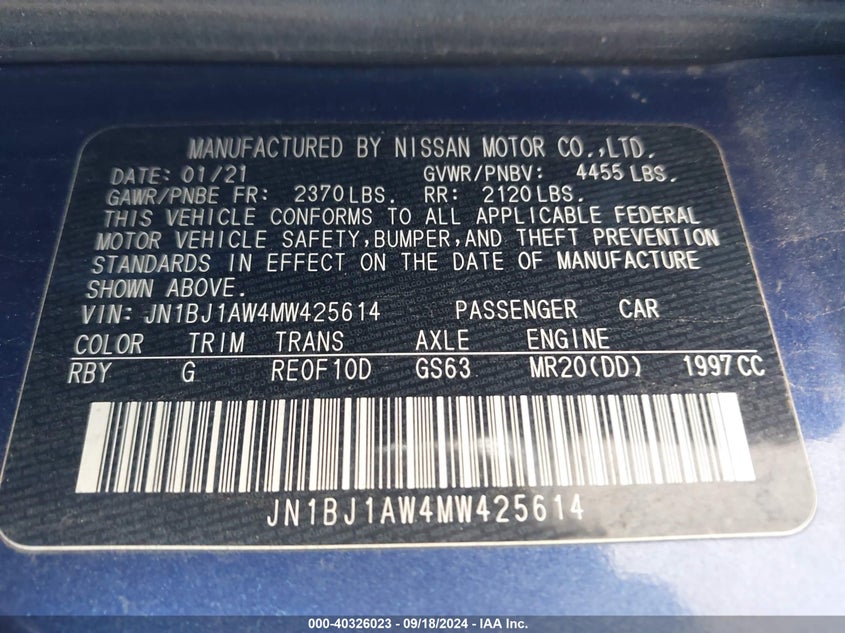 MANUFACTURED BY NISSAN MOTOR CO.,LTD.
DATE: 01/21 GVWR/PNBV: 4455 LBS.
GAWR/PNBE FR: 2370 LBS. RR: 2120 LBS.
THIS VEHICLE CONFORMS TO ALL APPLICABLE FEDERAL
MOTOR VEHICLE SAFETY,BUMPER,AND THEFT PREVENTION
STANDARDS IN EFFECT ON THE DATE OF MANUFACTURE
SHOWN ABOVE.
VIN: JN1BJ1AW4MW425614 PASSENGER CAR
COLOR TRIM TRANS AXLE ENGINE
RBY G RE0F10D GS63 MR20(DD) 1997 CC
JN1BJ1AW4MW425614
000-40326023 — 09/18/2024 — IAA Inc.